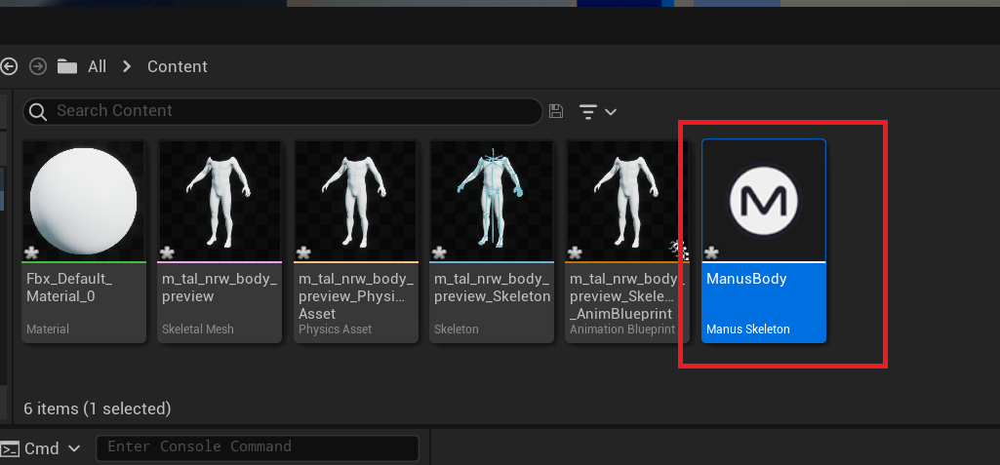 All > Content
Search Content
Fbx_Default_
Material_0
Material
m_tal_nrw_body_
preview
Skeletal Mesh
m_tal_nrw_body_
preview_Physi...
Asset
Physics Asset
m_tal_nrw_body_
preview_Skeleton
Skeleton
m_tal_nrw_body_
preview_Skele...
_AnimBlueprint
Animation Blueprint
M
ManusBody
Manus Skeleton
6 items (1 selected)
Cmd
Enter Console Command